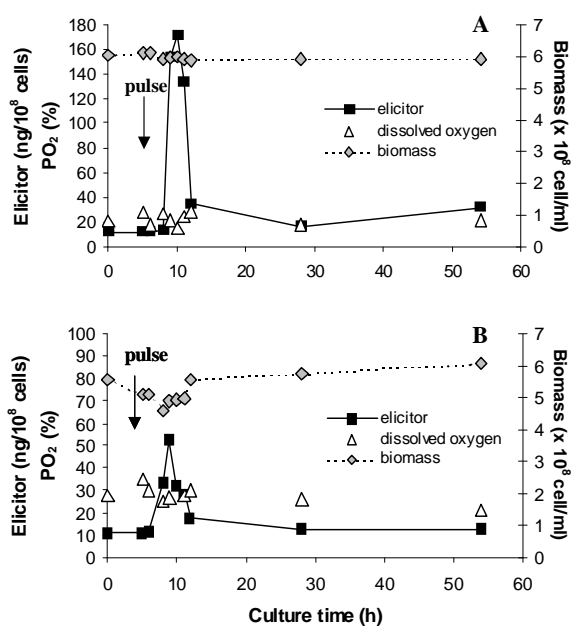 A
180
160
140
120
100
80
60
40
20
0
Elicitor (ng/10⁸ cells)
PO₂ (%)
7
6
5
4
3
2
1
0
Biomass (x 10⁸ cell/ml)
pulse
elicitor
dissolved oxygen
biomass
0 10 20 30 40 50 60
B
100
90
80
70
60
50
40
30
20
10
0
Elicitor (ng/10⁸ cells)
PO₂ (%)
7
6
5
4
3
2
1
0
Biomass (x 10⁸ cell/ml)
pulse
elicitor
dissolved oxygen
biomass
0 10 20 30 40 50 60
Culture time (h)